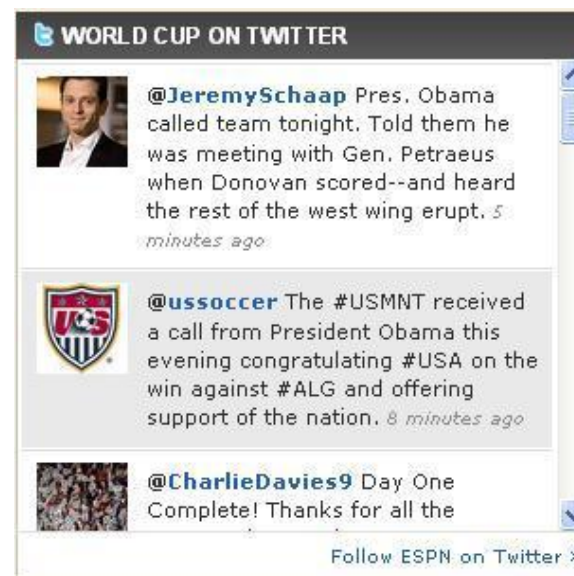 WORLD CUP ON TWITTER
@JeremySchaap Pres. Obama
called team tonight. Told them he
was meeting with Gen. Petraeus
when Donovan scored--and heard
the rest of the west wing erupt. 5
minutes ago
US
@ussoccer The #USMNT received
a call from President Obama this
evening congratulating #USA on the
win against #ALG and offering
support of the nation. 8 minutes ago
@CharlieDavies9 Day One
Complete! Thanks for all the
Follow ESPN on Twitter